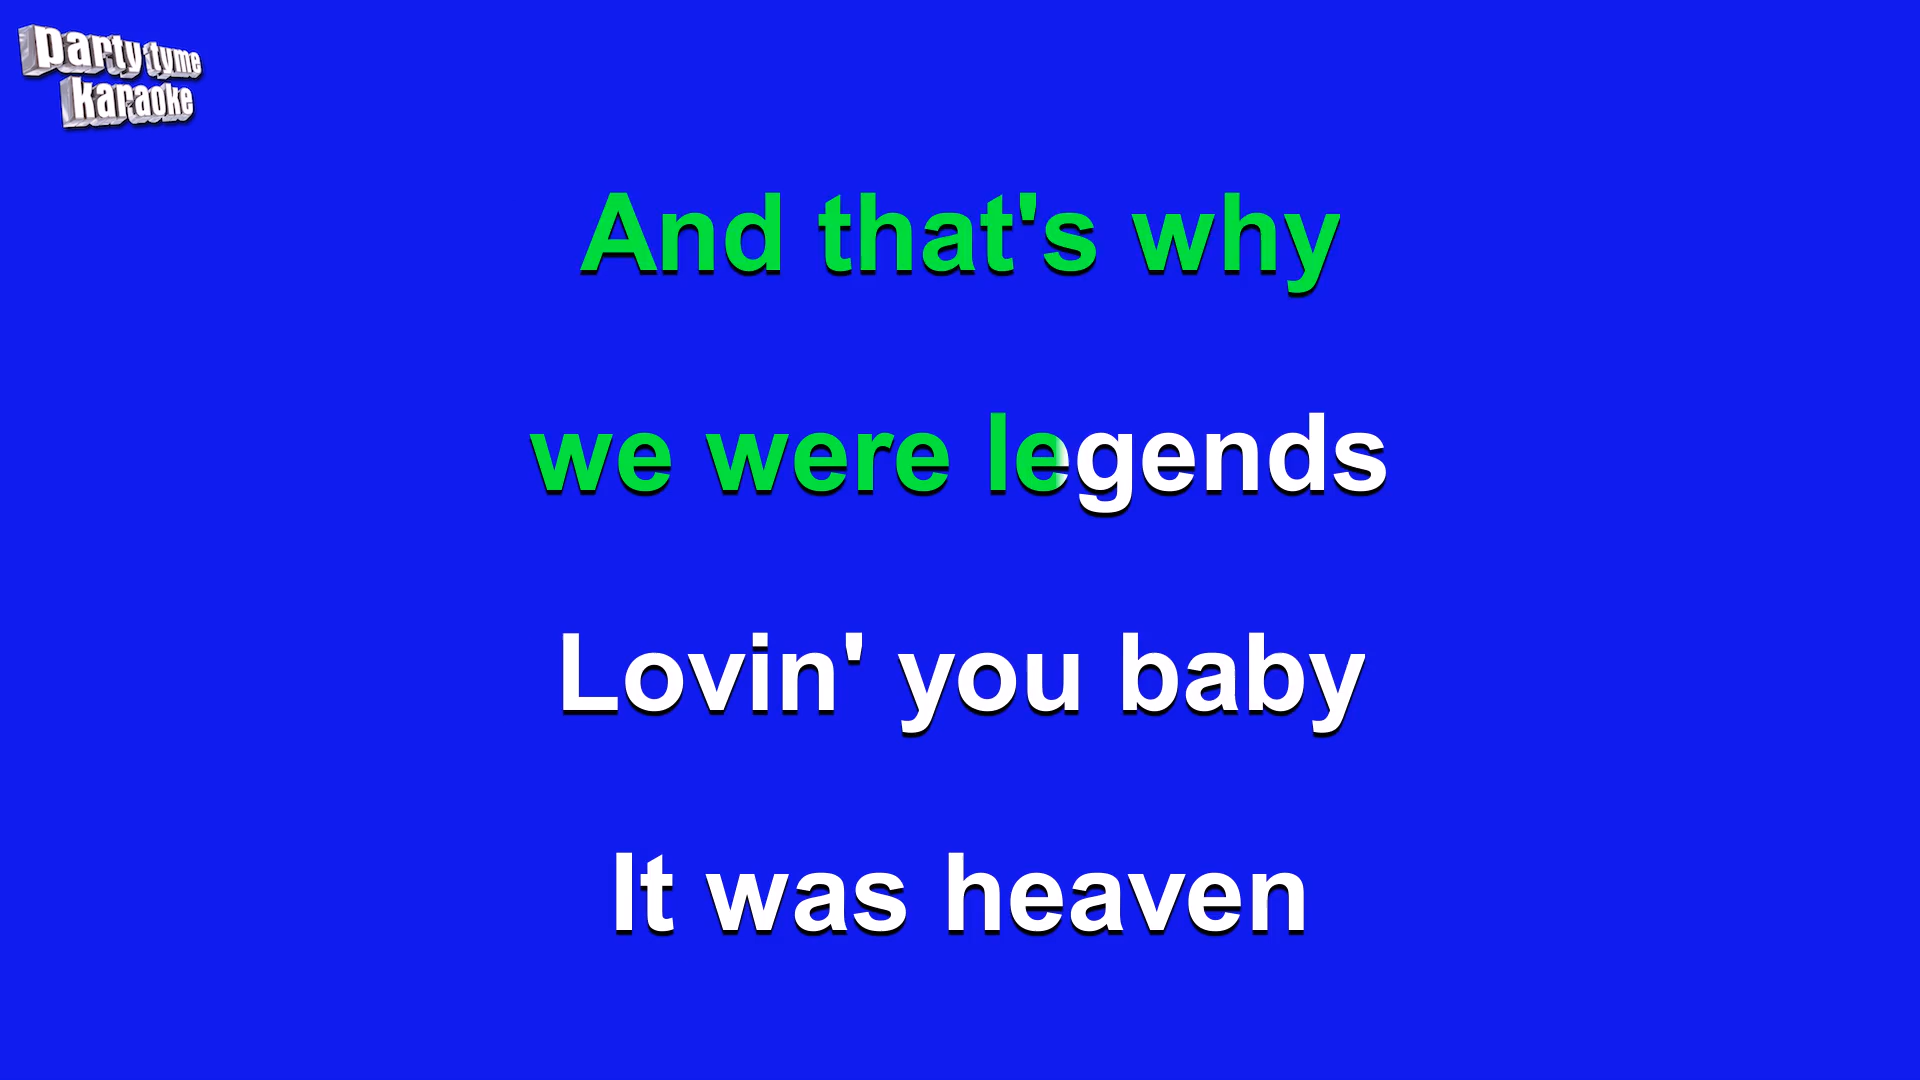 party tyme
karaoke
And that's why
we were legends
Lovin' you baby
It was heaven